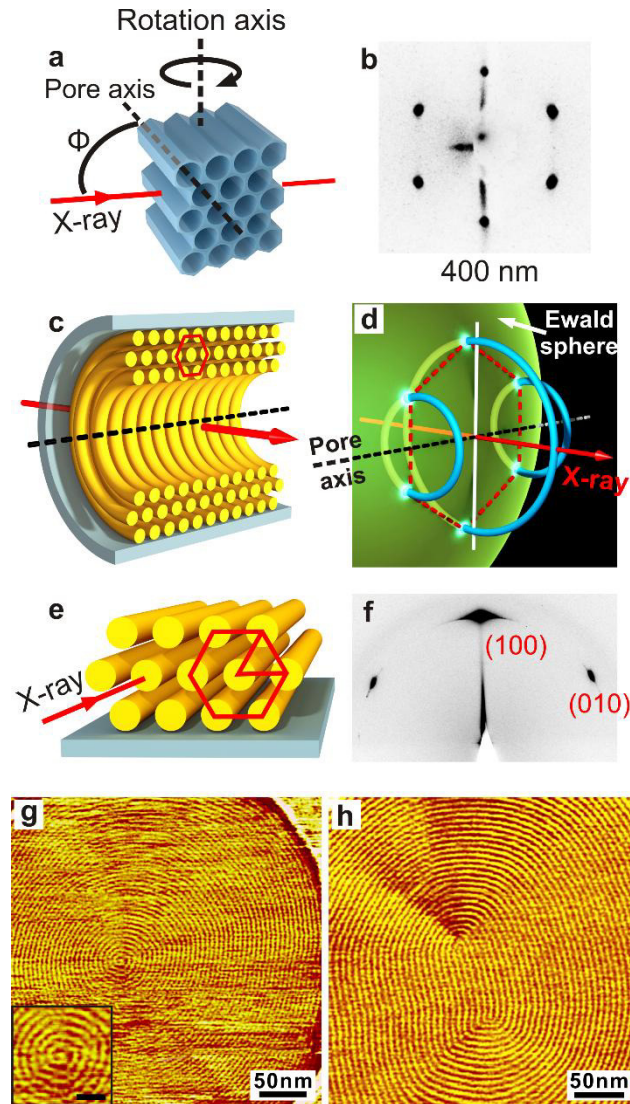 Rotation axis
a
Pore axis
Φ
X-ray
b
400 nm
c
d
Ewald
sphere
Pore
axis
X-ray
e
X-ray
f
(100)
(010)
g
50nm
h
50nm